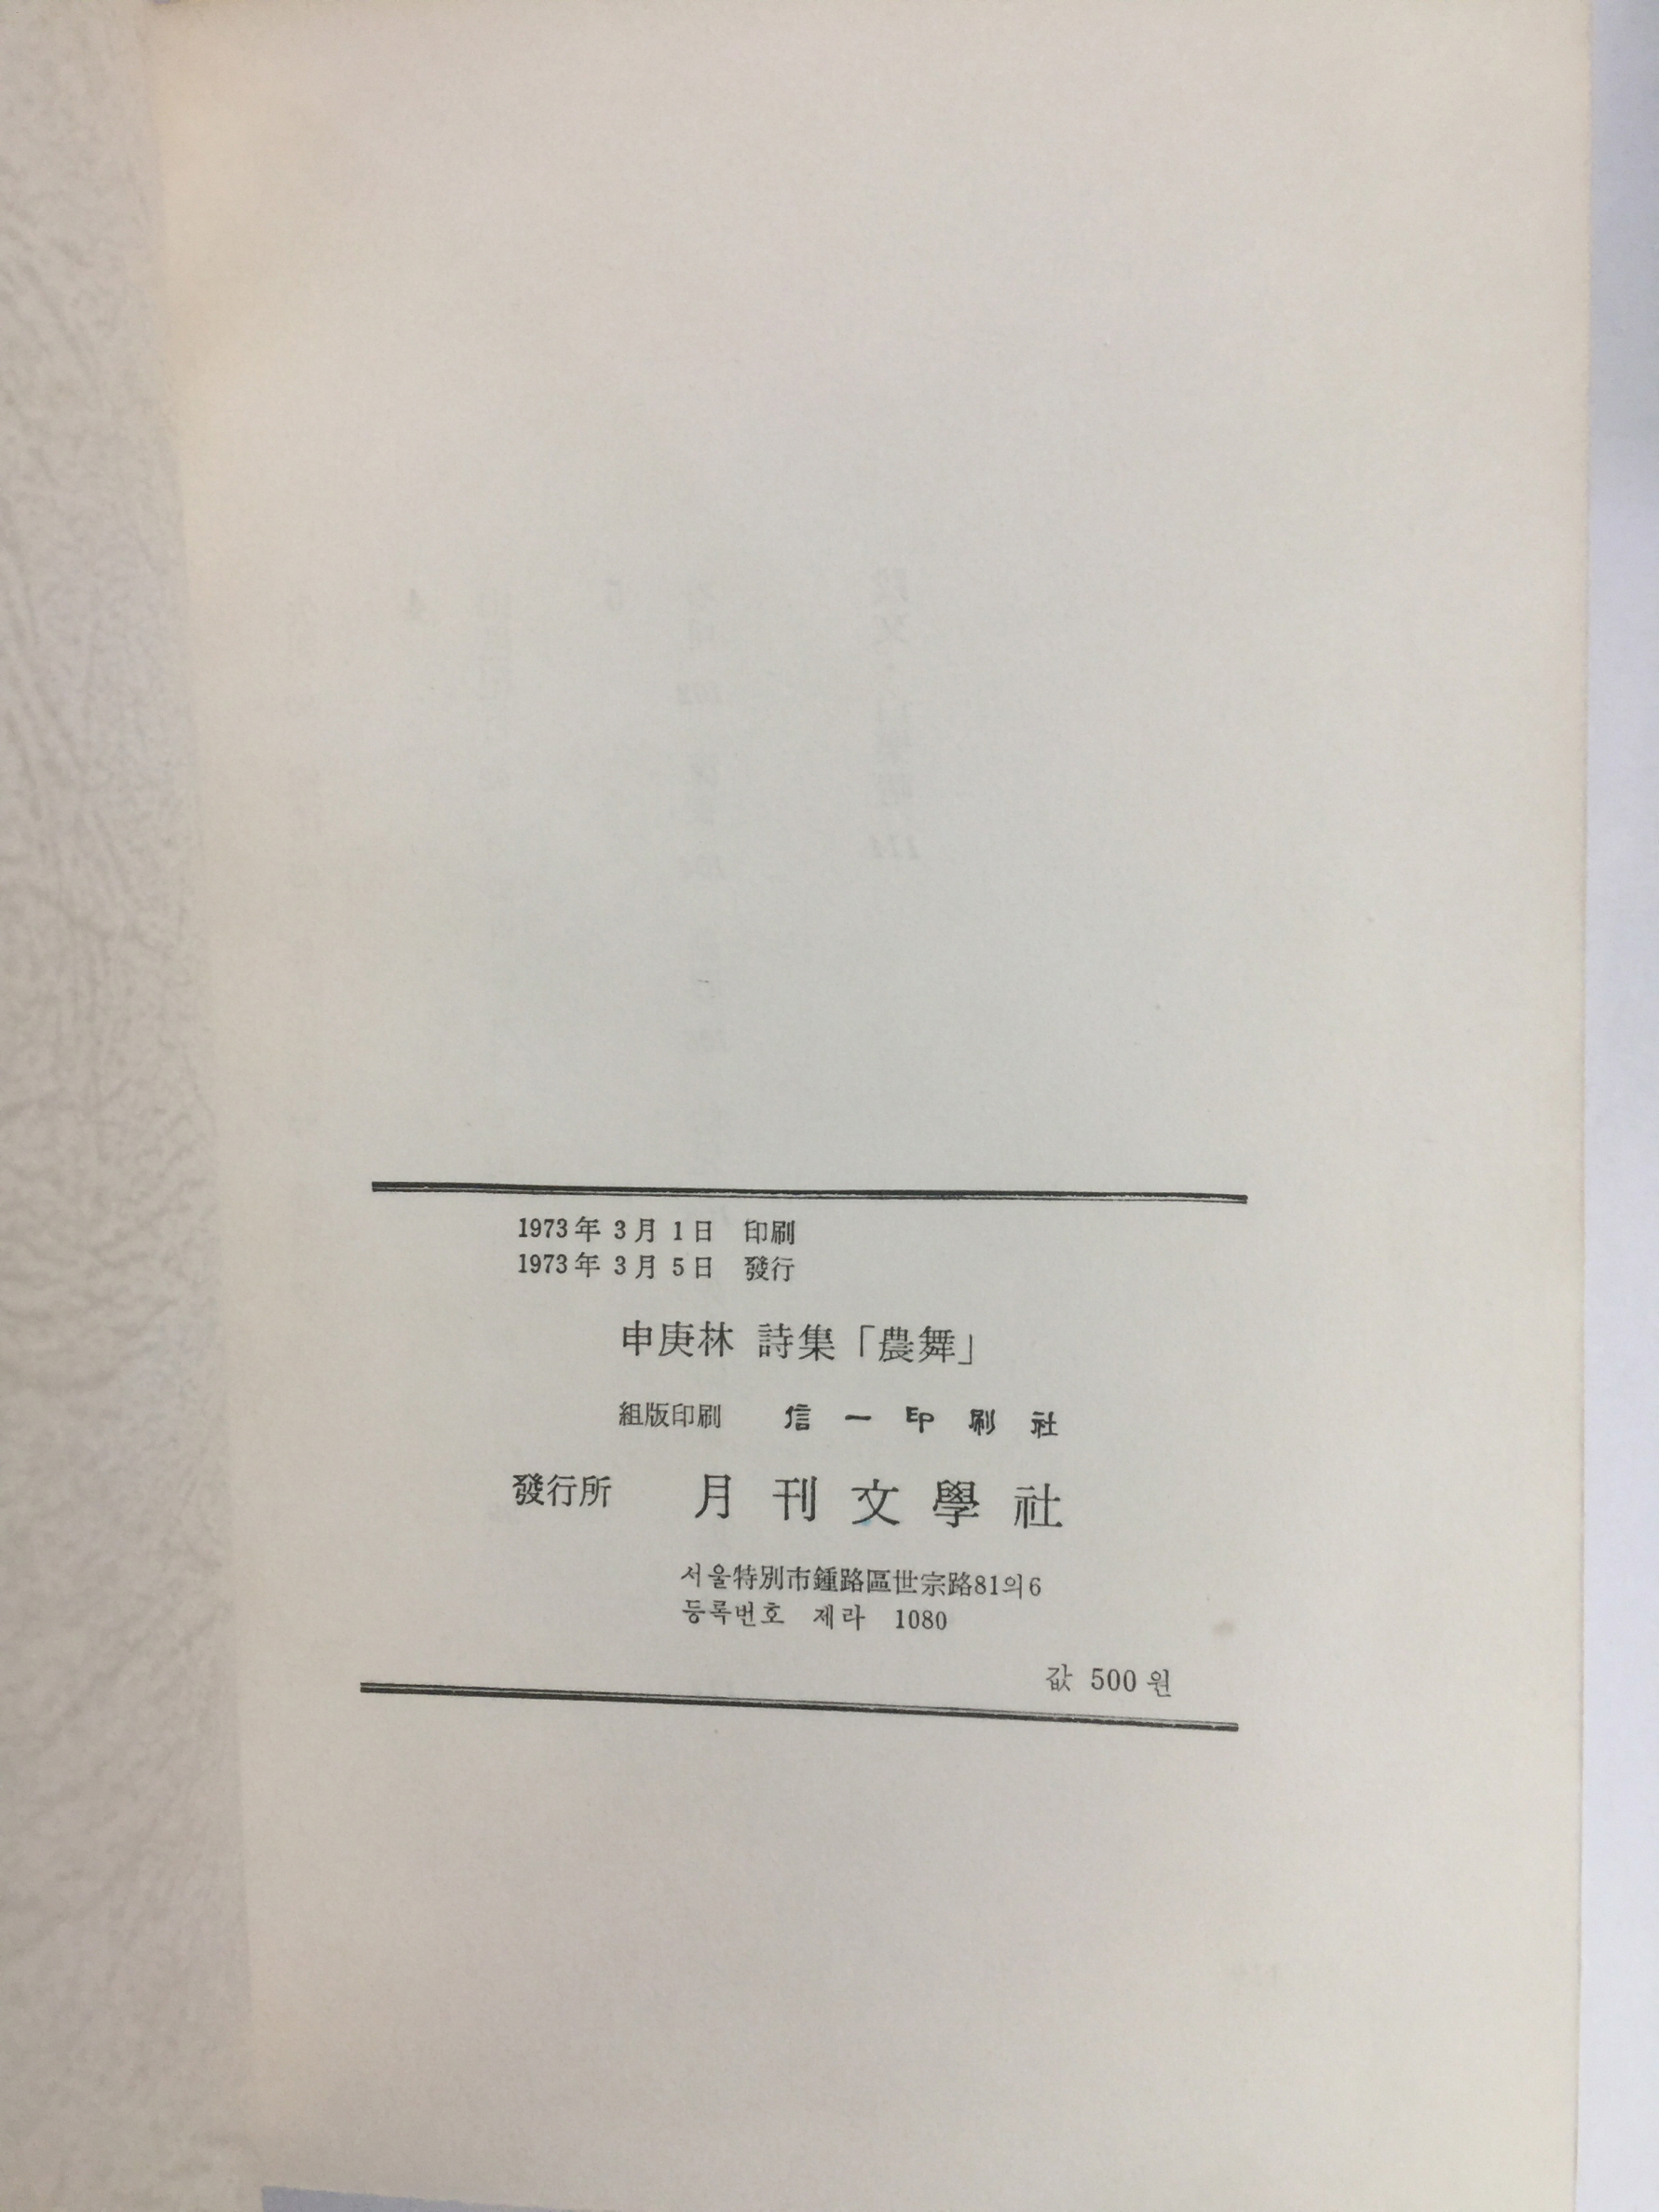 1973年 3月 1日 印刷
1973年 3月 5日 發行
申庚林 詩集「農舞」
組版印刷 信一印刷社
發行所 月刊文學社
서울特別市鍾路區世宗路81의6
등록번호 제라 1080
값 500원